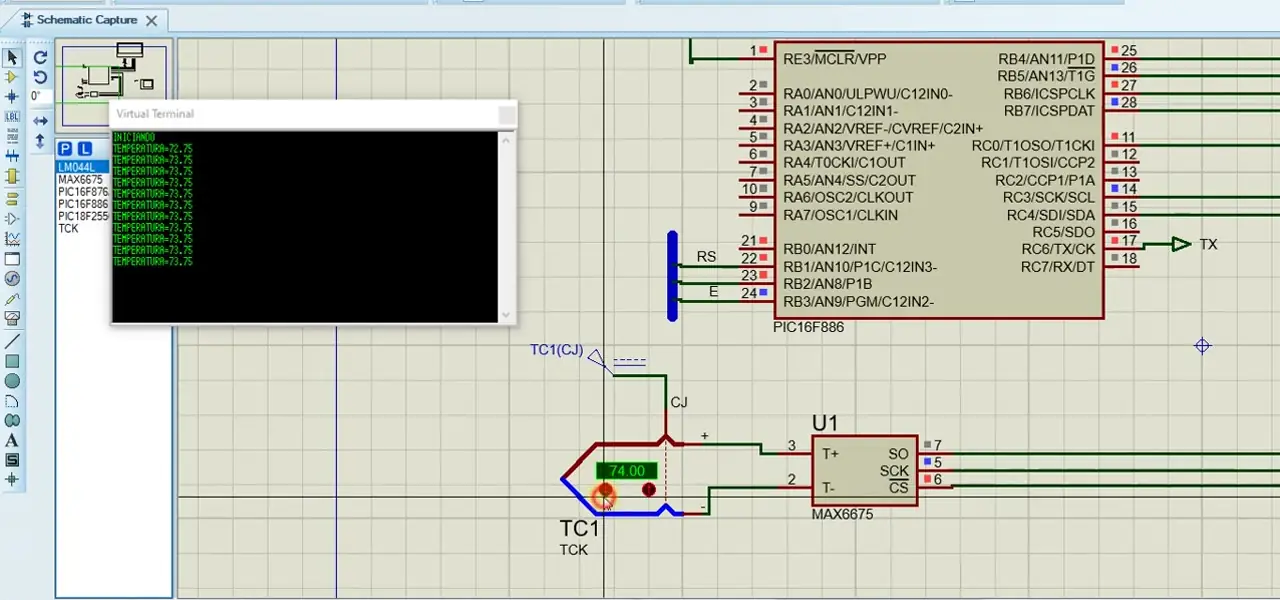 Schematic Capture
0°
LBL
A
S
P L
LM044L
MAX6675
PIC16F876
PIC16F886
PIC18F255
TCK
Virtual Terminal
INICIANDO
TEMPERATURA=72.75
TEMPERATURA=73.75
TEMPERATURA=73.75
TEMPERATURA=73.75
TEMPERATURA=73.75
TEMPERATURA=73.75
TEMPERATURA=73.75
TEMPERATURA=73.75
TEMPERATURA=73.75
TEMPERATURA=73.75
TEMPERATURA=73.75
1 RE3/MCLR/VPP
2 RA0/AN0/ULPWU/C12IN0-
3 RA1/AN1/C12IN1-
4 RA2/AN2/VREF-/CVREF/C2IN+
5 RA3/AN3/VREF+/C1IN+
6 RA4/T0CKI/C1OUT
7 RA5/AN4/SS/C2OUT
10 RA6/OSC2/CLKOUT
9 RA7/OSC1/CLKIN
21 RB0/AN12/INT
RS 22 RB1/AN10/P1C/C12IN3-
23 RB2/AN8/P1B
E 24 RB3/AN9/PGM/C12IN2-
RB4/AN11/P1D 25
RB5/AN13/T1G 26
RB6/ICSPCLK 27
RB7/ICSPDAT 28
RC0/T1OSO/T1CKI 11
RC1/T1OSI/CCP2 12
RC2/CCP1/P1A 13
RC3/SCK/SCL 14
RC4/SDI/SDA 15
RC5/SDO 16
RC6/TX/CK 17 TX
RC7/RX/DT 18
PIC16F886
TC1(CJ)
CJ
+
74.00
-
TC1
TCK
U1
3 T+ SO 7
SCK 5
2 T- CS 6
MAX6675